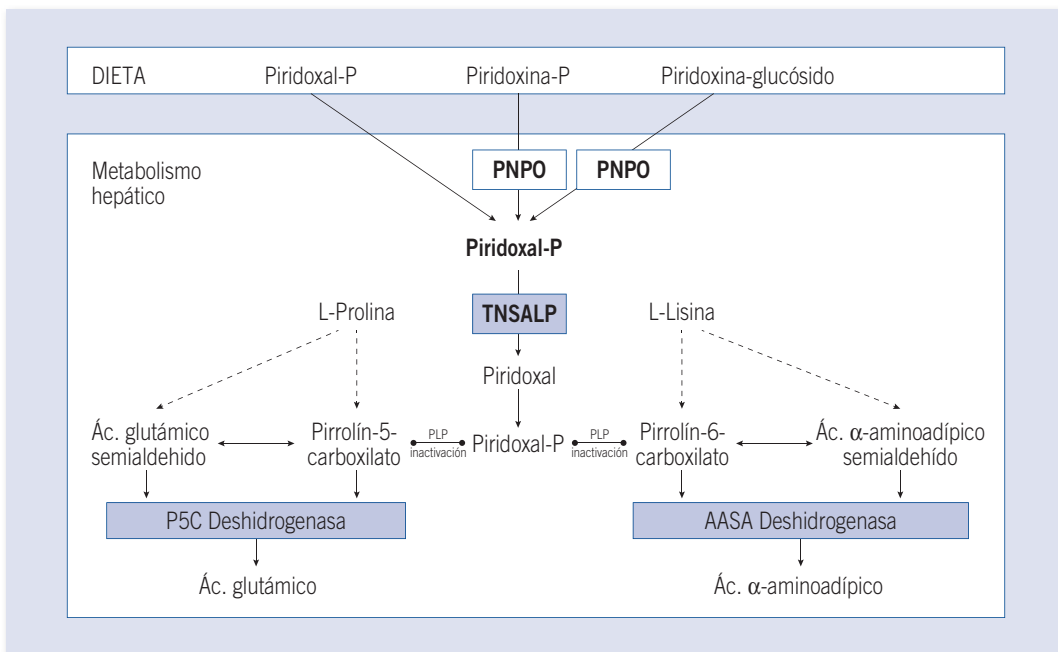 DIETA
Piridoxal-P
Piridoxina-P
Piridoxina-glucósido
Metabolismo
hepático
PNPO
PNPO
Piridoxal-P
TNSALP
L-Prolina
L-Lisina
Piridoxal
Ác. glutámico
semialdehido
Pirrolín-5-
carboxilato
PLP
inactivación
Piridoxal-P
PLP
inactivación
Pirrolín-6-
carboxilato
Ác. α-aminoadípico
semialdehído
P5C Deshidrogenasa
AASA Deshidrogenasa
Ác. glutámico
Ác. α-aminoadípico